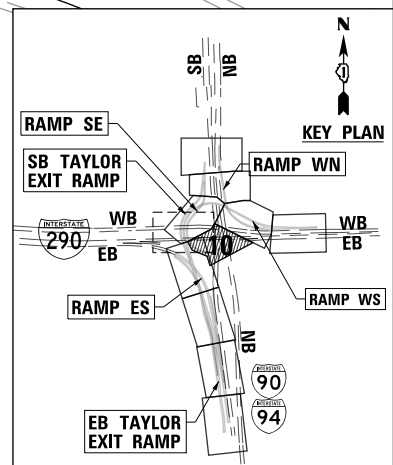 SB
NB
N
1
KEY PLAN
RAMP SE
SB TAYLOR
EXIT RAMP
RAMP WN
INTERSTATE
290
WB
EB
10
WB
EB
RAMP ES
RAMP WS
NB
INTERSTATE
90
INTERSTATE
94
EB TAYLOR
EXIT RAMP